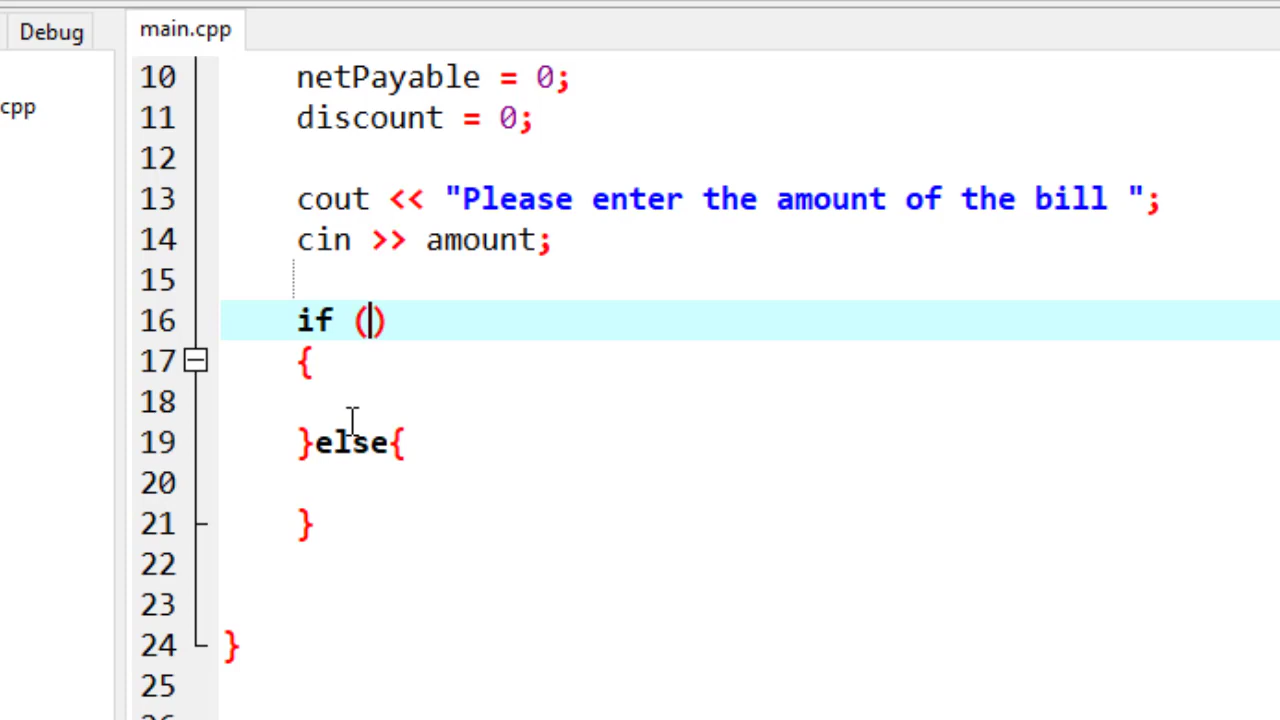 Debug main.cpp
cpp
10 netPayable = 0;
11 discount = 0;
12
13 cout << "Please enter the amount of the bill ";
14 cin >> amount;
15
16 if ()
17 {
18
19 }else{
20
21 }
22
23
24 }
25